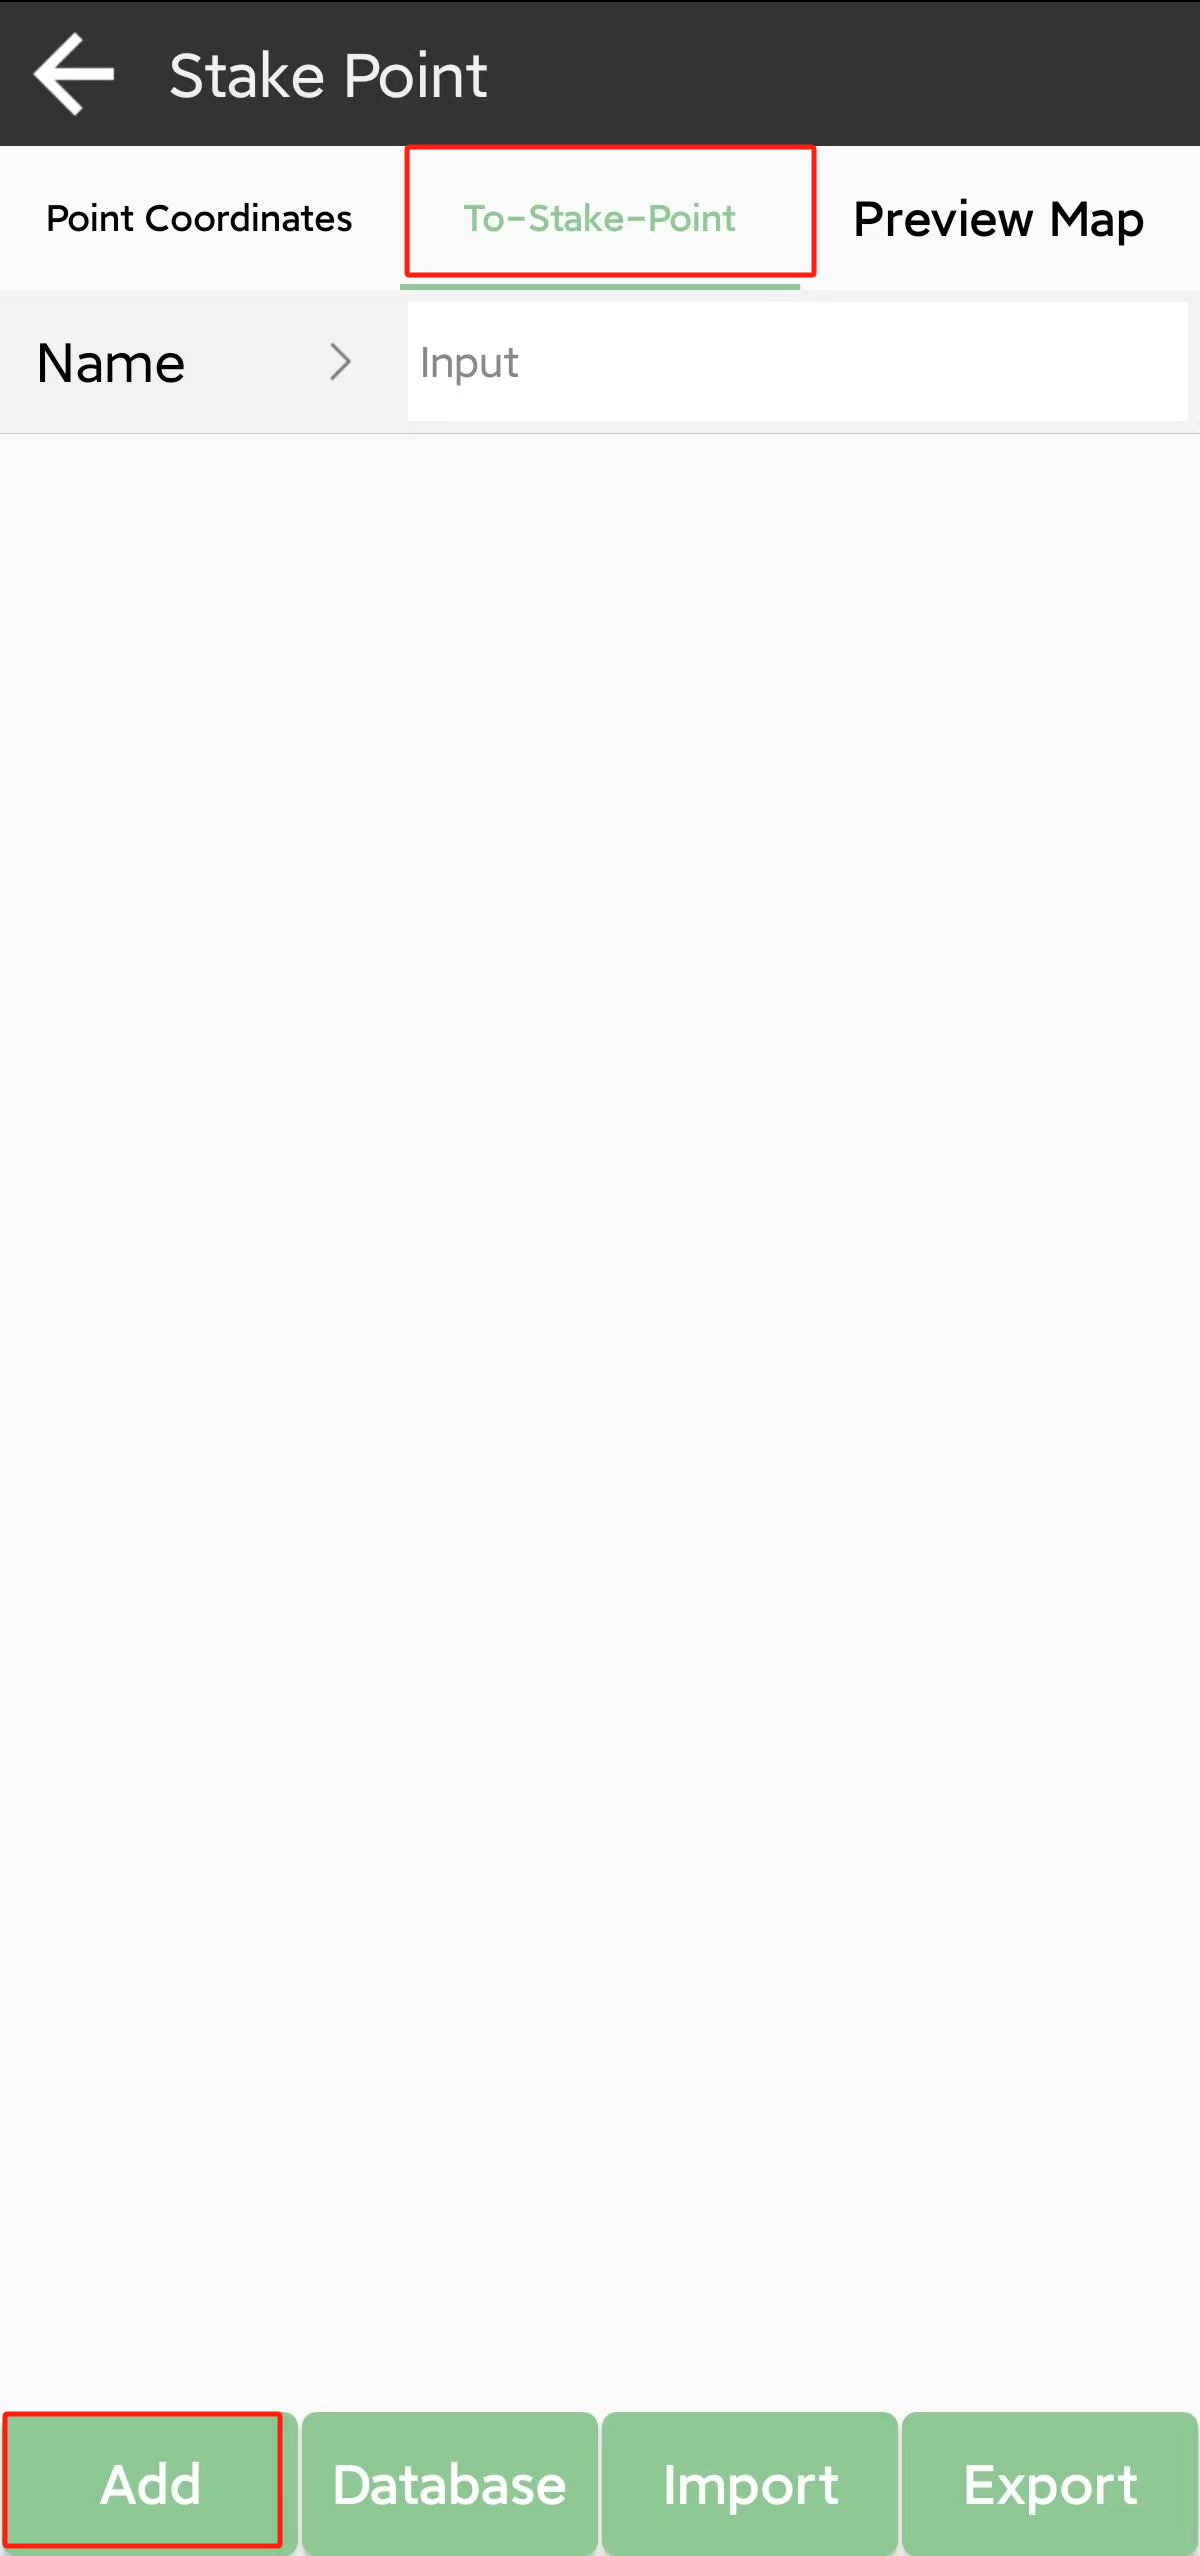 Stake Point
Point Coordinates
To-Stake-Point
Preview Map
Name
Input
Add
Database
Import
Export